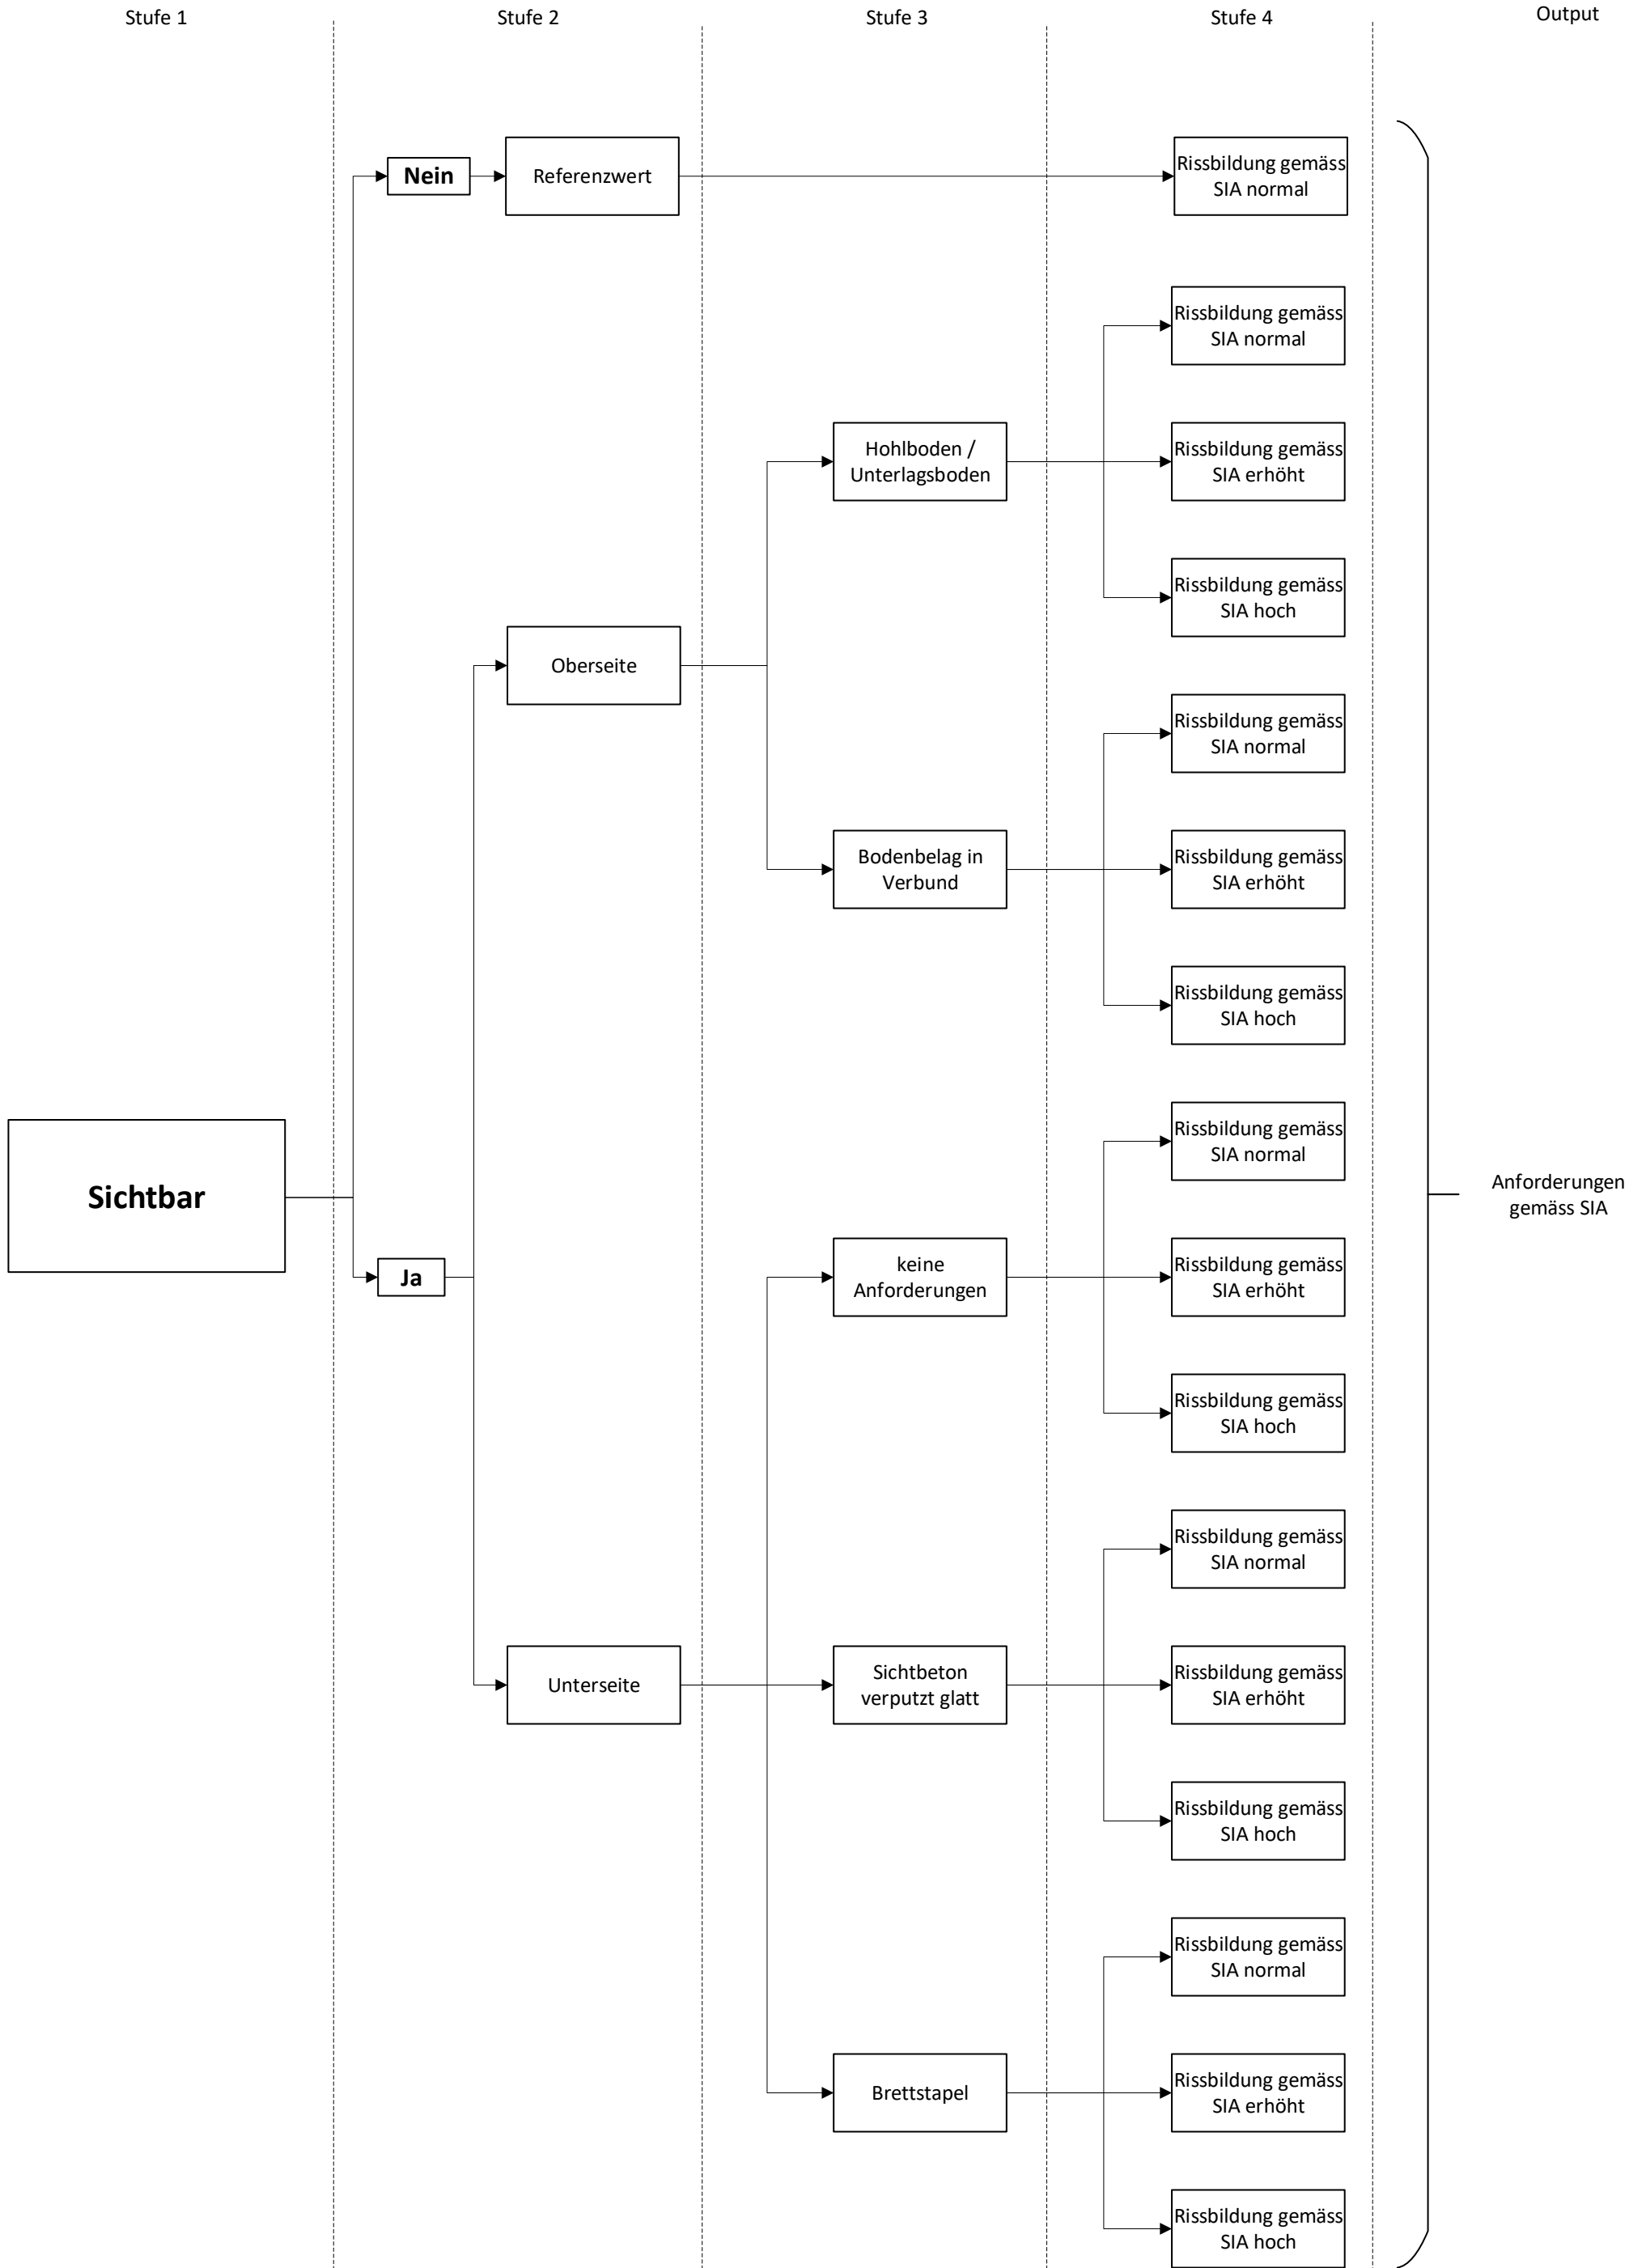 Stufe 1
Stufe 2
Stufe 3
Stufe 4
Output
Nein
Referenzwert
Rissbildung gemäss
SIA normal
Rissbildung gemäss
SIA normal
Hohlboden /
Unterlagsboden
Rissbildung gemäss
SIA erhöht
Rissbildung gemäss
SIA hoch
Oberseite
Rissbildung gemäss
SIA normal
Bodenbelag in
Verbund
Rissbildung gemäss
SIA erhöht
Rissbildung gemäss
SIA hoch
Rissbildung gemäss
SIA normal
Sichtbar
Anforderungen
gemäss SIA
Ja
keine
Anforderungen
Rissbildung gemäss
SIA erhöht
Rissbildung gemäss
SIA hoch
Rissbildung gemäss
SIA normal
Unterseite
Sichtbeton
verputzt glatt
Rissbildung gemäss
SIA erhöht
Rissbildung gemäss
SIA hoch
Rissbildung gemäss
SIA normal
Brettstapel
Rissbildung gemäss
SIA erhöht
Rissbildung gemäss
SIA hoch